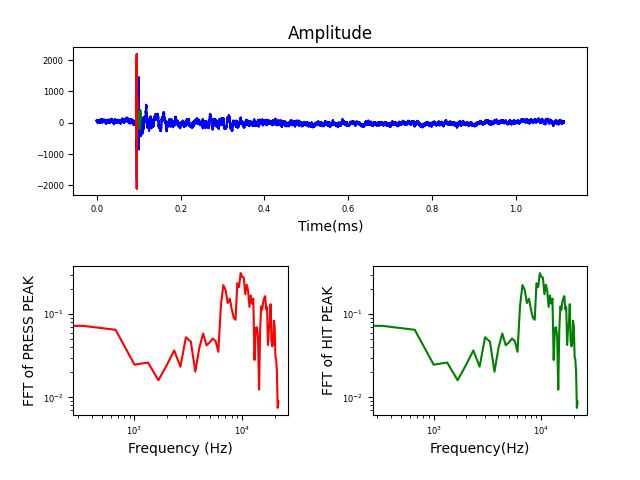 Amplitude
2000
1000
0
−1000
−2000
0.0 0.2 0.4 0.6 0.8 1.0
Time(ms)
FFT of PRESS PEAK
10⁻¹
10⁻²
10³ 10⁴
Frequency (Hz)
FFT of HIT PEAK
10⁻¹
10⁻²
10³ 10⁴
Frequency(Hz)